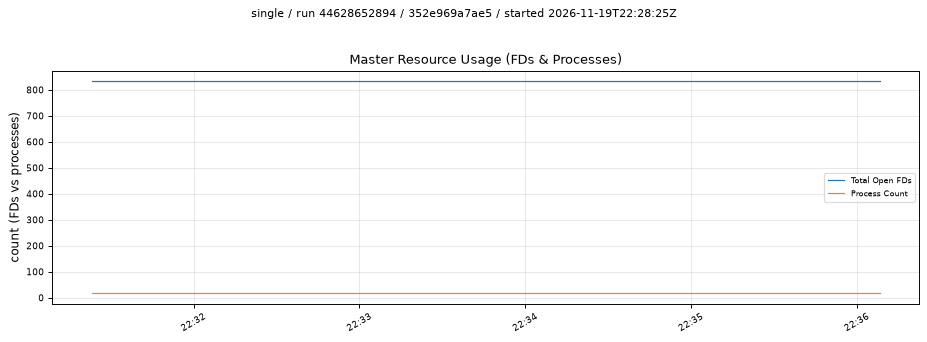 single / run 44628652894 / 352e969a7ae5 / started 2026-11-19T22:28:25Z
Master Resource Usage (FDs & Processes)
count (FDs vs processes)
800
700
600
500
400
300
200
100
0
Total Open FDs
Process Count
22:32
22:33
22:34
22:35
22:36